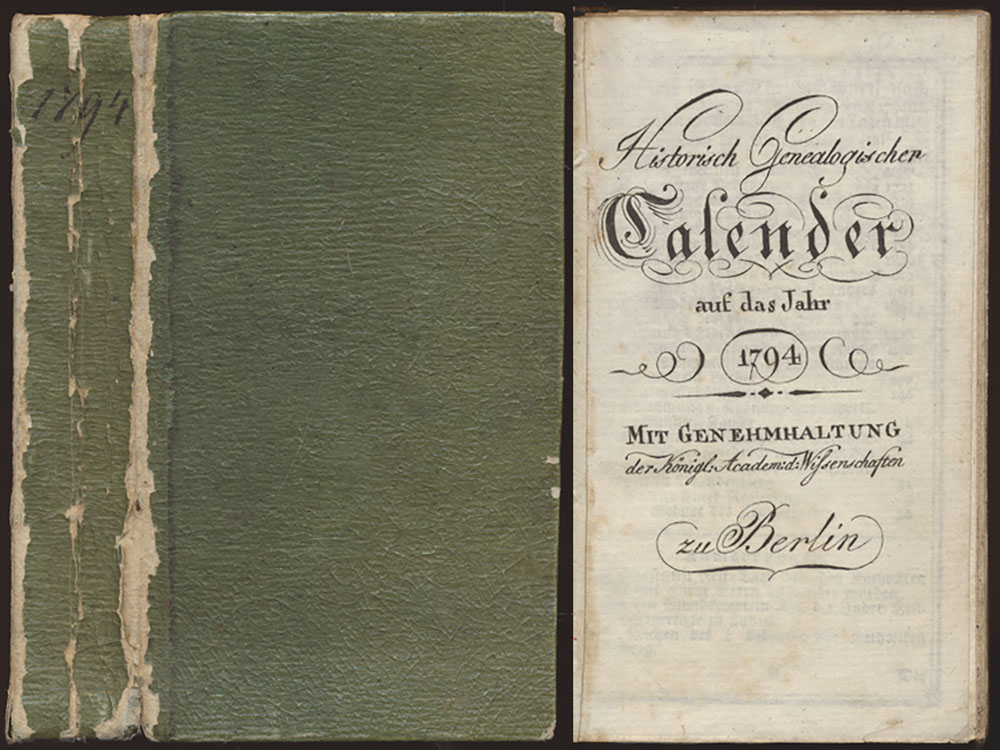 1794
Historisch Genealogischer
Calender
auf das Jahr
1794
MIT GENEHMHALTUNG
der Königl: Academ: d: Wissenschaften
zu Berlin